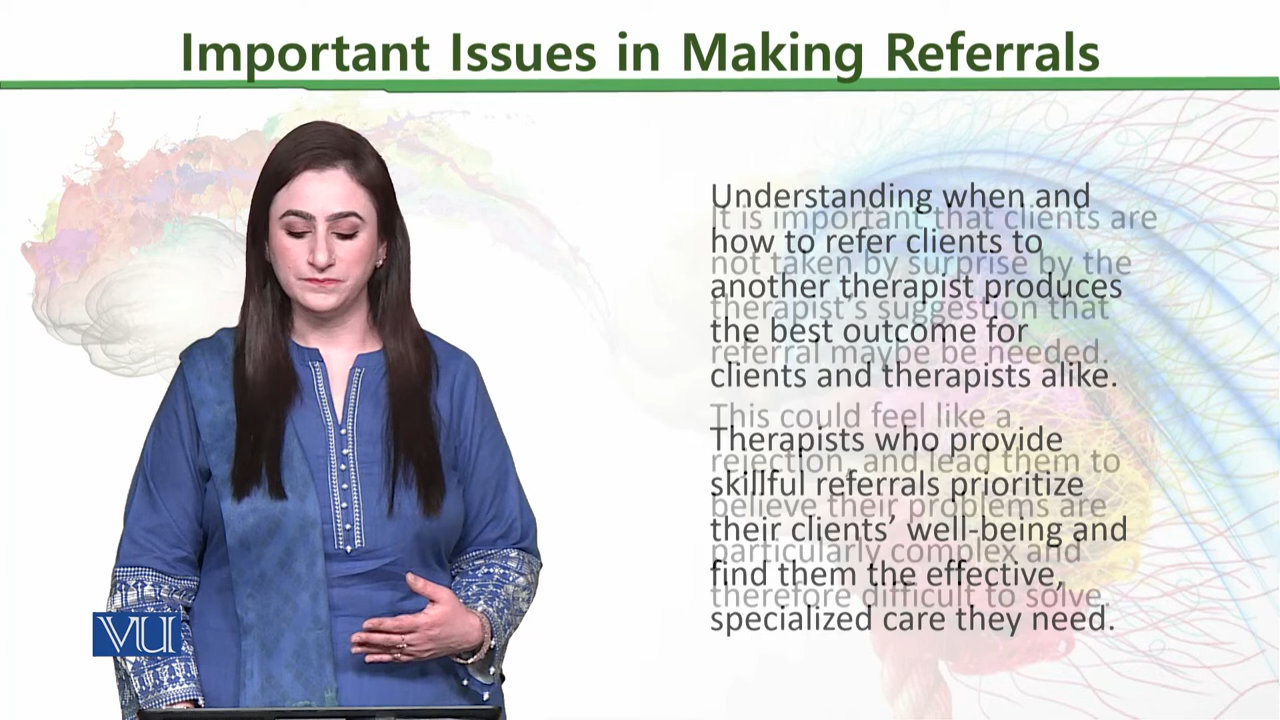 Important Issues in Making Referrals
Understanding when and
how to refer clients to
another therapist produces
the best outcome for
clients and therapists alike.
Therapists who provide
skillful referrals prioritize
their clients’ well-being and
find them the effective,
specialized care they need.
It is important that clients are
not taken by surprise by the
therapist’s suggestion that
referral maybe be needed.
This could feel like a
rejection, and lead them to
believe their problems are
particularly complex and
therefore difficult to solve.
VU